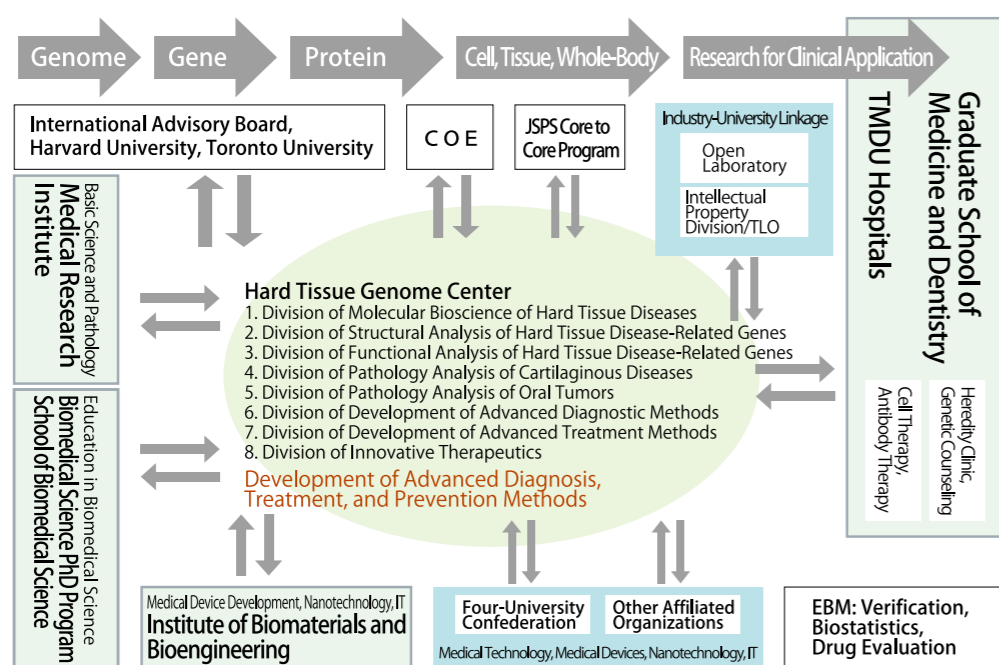 Genome
Gene
Protein
Cell, Tissue, Whole-Body
Research for Clinical Application
International Advisory Board,
Harvard University, Toronto University
C O E
JSPS Core to
Core Program
Industry-University Linkage
Open
Laboratory
Intellectual
Property
Division/TLO
Graduate School of
Medicine and Dentistry
TMDU Hospitals
Heredity Clinic,
Genetic Counseling
Cell Therapy,
Antibody Therapy
Basic Science and Pathology
Medical Research
Institute
Education in Biomedical Science
Biomedical Science PhD Program
School of Biomedical Science
Hard Tissue Genome Center
1. Division of Molecular Bioscience of Hard Tissue Diseases
2. Division of Structural Analysis of Hard Tissue Disease-Related Genes
3. Division of Functional Analysis of Hard Tissue Disease-Related Genes
4. Division of Pathology Analysis of Cartilaginous Diseases
5. Division of Pathology Analysis of Oral Tumors
6. Division of Development of Advanced Diagnostic Methods
7. Division of Development of Advanced Treatment Methods
8. Division of Innovative Therapeutics
Development of Advanced Diagnosis,
Treatment, and Prevention Methods
Medical Device Development, Nanotechnology, IT
Institute of Biomaterials and
Bioengineering
Four-University
Confederation
Other Affiliated
Organizations
Medical Technology, Medical Devices, Nanotechnology, IT
EBM: Verification,
Biostatistics,
Drug Evaluation